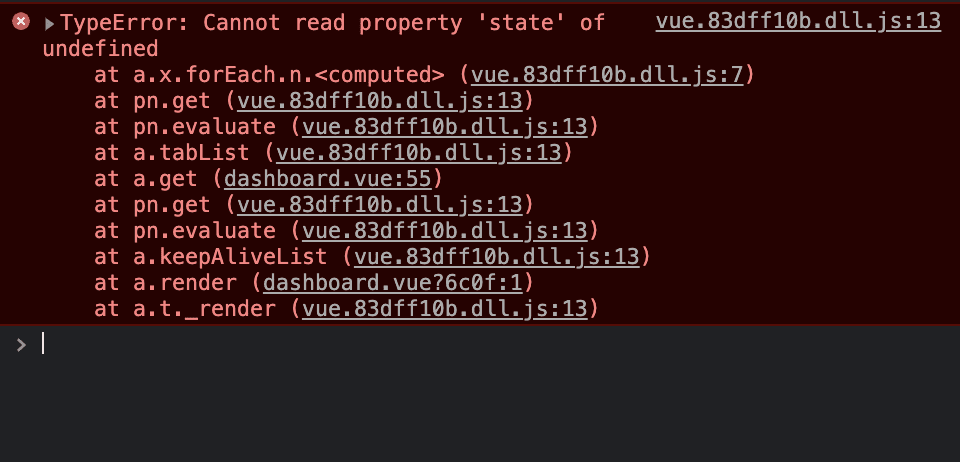 TypeError: Cannot read property 'state' of vue.83dff10b.dll.js:13
undefined
at a.x.forEach.n.<computed> (vue.83dff10b.dll.js:7)
at pn.get (vue.83dff10b.dll.js:13)
at pn.evaluate (vue.83dff10b.dll.js:13)
at a.tabList (vue.83dff10b.dll.js:13)
at a.get (dashboard.vue:55)
at pn.get (vue.83dff10b.dll.js:13)
at pn.evaluate (vue.83dff10b.dll.js:13)
at a.keepAliveList (vue.83dff10b.dll.js:13)
at a.render (dashboard.vue?6c0f:1)
at a.t._render (vue.83dff10b.dll.js:13)
>